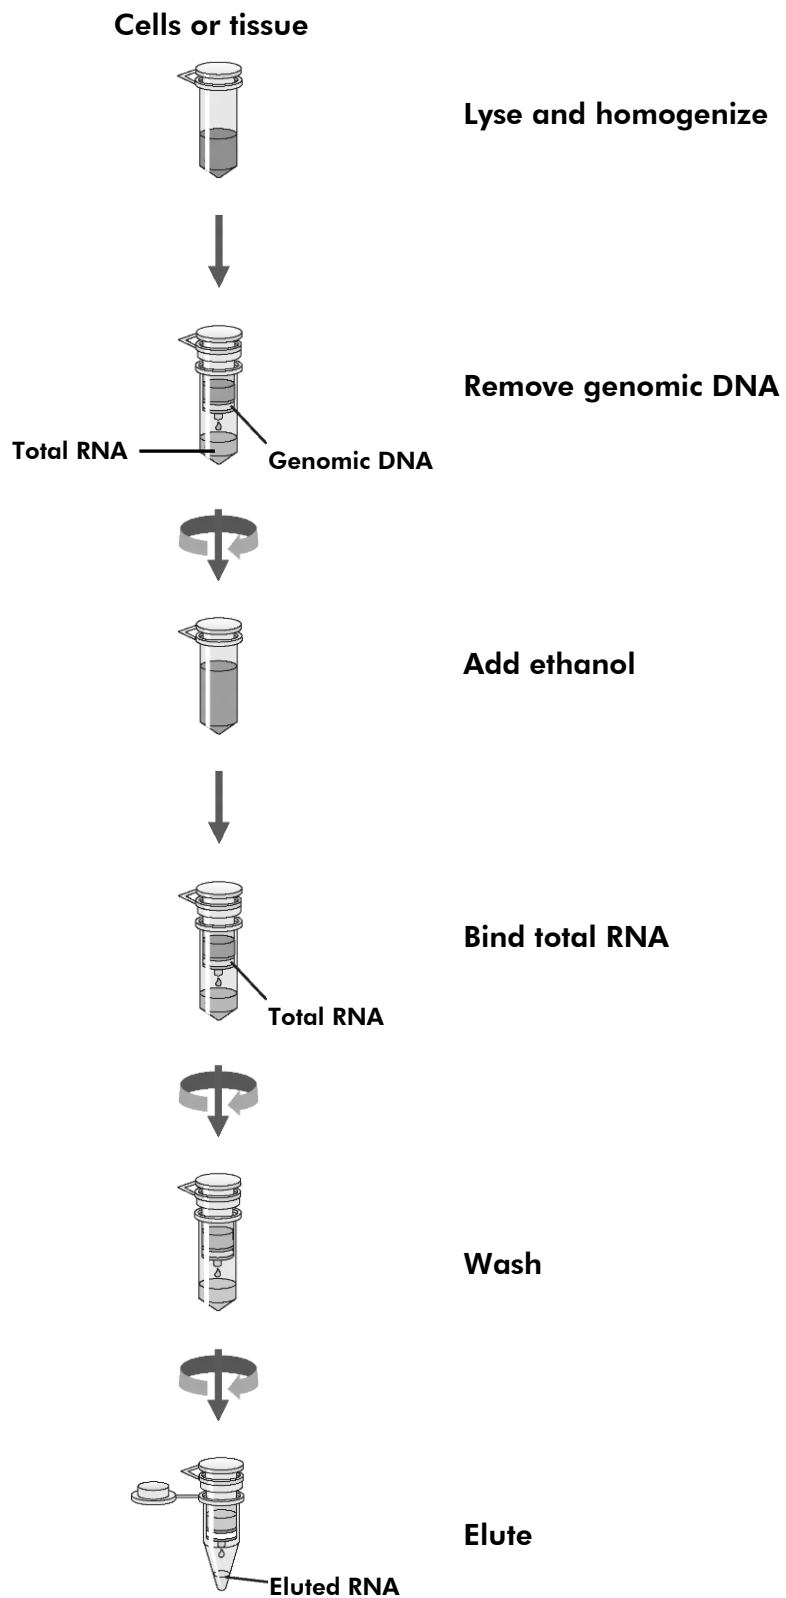 Cells or tissue
Lyse and homogenize
Remove genomic DNA
Total RNA
Genomic DNA
Add ethanol
Bind total RNA
Total RNA
Wash
Elute
Eluted RNA